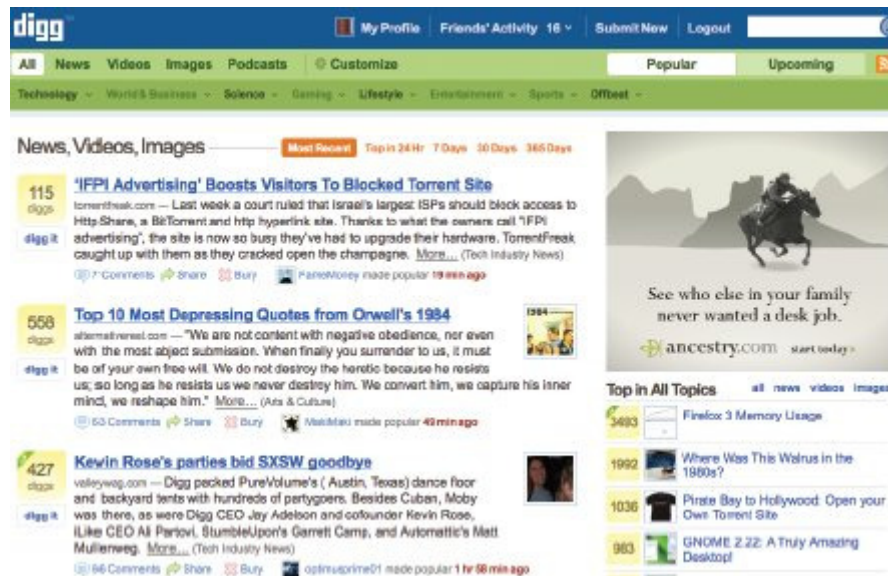 digg
My Profile Friends' Activity 16 Submit Now Logout
All News Videos Images Podcasts Customize Popular Upcoming
Technology World & Business Science Gaming Lifestyle Entertainment Sports Offbeat
News, Videos, Images Most Recent Top in 24 Hr 7 Days 30 Days 365 Days
115 diggs
digg it
'IFPI Advertising' Boosts Visitors To Blocked Torrent Site
torrentfreak.com — Last week a court ruled that Israel's largest ISPs should block access to
Http-Share, a BitTorrent and http hyperlink site. Thanks to what the owners call "IFPI
advertising", the site is now so busy they've had to upgrade their hardware. TorrentFreak
caught up with them as they cracked open the champagne. More... (Tech Industry News)
7 Comments Share Bury FameMoney made popular 19 min ago
558 diggs
digg it
Top 10 Most Depressing Quotes from Orwell's 1984
alternativereel.com — "We are not content with negative obedience, nor even
with the most abject submission. When finally you surrender to us, it must
be of your own free will. We do not destroy the heretic because he resists
us; so long as he resists us we never destroy him. We convert him, we capture his inner
mind, we reshape him." More... (Arts & Culture)
53 Comments Share Bury MakiMaki made popular 49 min ago
1984
427 diggs
digg it
Kevin Rose's parties bid SXSW goodbye
valleywag.com — Digg packed PureVolume's ( Austin, Texas) dance floor
and backyard tents with hundreds of partygoers. Besides Cuban, Moby
was there, as were Digg CEO Jay Adelson and cofounder Kevin Rose,
iLike CEO Ali Partovi, StumbleUpon's Garrett Camp, and Automattic's Matt
Mullenweg. More... (Tech Industry News)
Comments Share Bury optimusprime01 made popular 1 hr 58 min ago
See who else in your family
never wanted a desk job.
ancestry.com start today
Top in All Topics all news videos images
3493 Firefox 3 Memory Usage
1992 Where Was This Walrus in the
1980s?
1036 Pirate Bay to Hollywood: Open your
Own Torrent Site
983 GNOME 2.22: A Truly Amazing
Desktop!